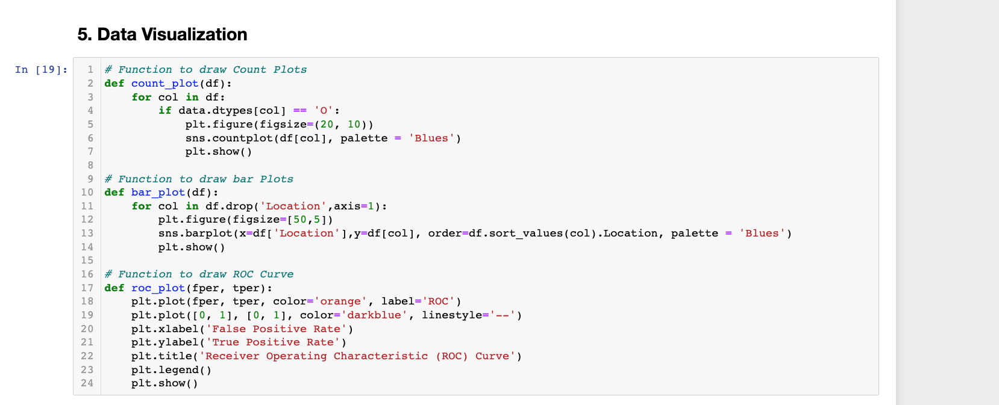 5. Data Visualization
In [19]:
1 # Function to draw Count Plots
2 def count_plot(df):
3     for col in df:
4         if data.dtypes[col] == 'O':
5             plt.figure(figsize=(20, 10))
6             sns.countplot(df[col], palette = 'Blues')
7             plt.show()
8
9 # Function to draw bar Plots
10 def bar_plot(df):
11     for col in df.drop('Location',axis=1):
12         plt.figure(figsize=[50,5])
13         sns.barplot(x=df['Location'],y=df[col], order=df.sort_values(col).Location, palette = 'Blues')
14         plt.show()
15
16 # Function to draw ROC Curve
17 def roc_plot(fper, tper):
18     plt.plot(fper, tper, color='orange', label='ROC')
19     plt.plot([0, 1], [0, 1], color='darkblue', linestyle='--')
20     plt.xlabel('False Positive Rate')
21     plt.ylabel('True Positive Rate')
22     plt.title('Receiver Operating Characteristic (ROC) Curve')
23     plt.legend()
24     plt.show()